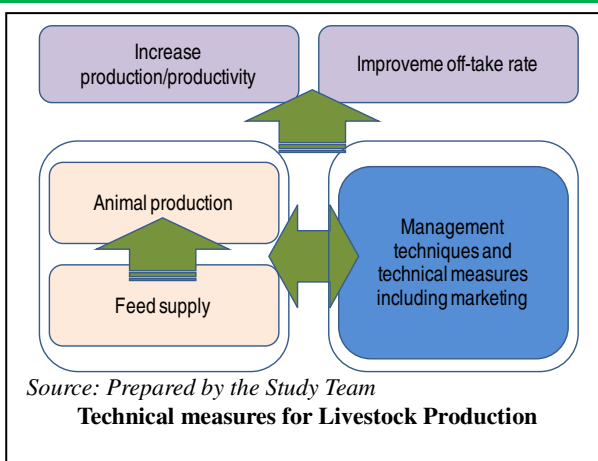 Increase
production/productivity
Improveme off-take rate
Animal production
Feed supply
Management
techniques and
technical measures
including marketing
Source: Prepared by the Study Team
Technical measures for Livestock Production